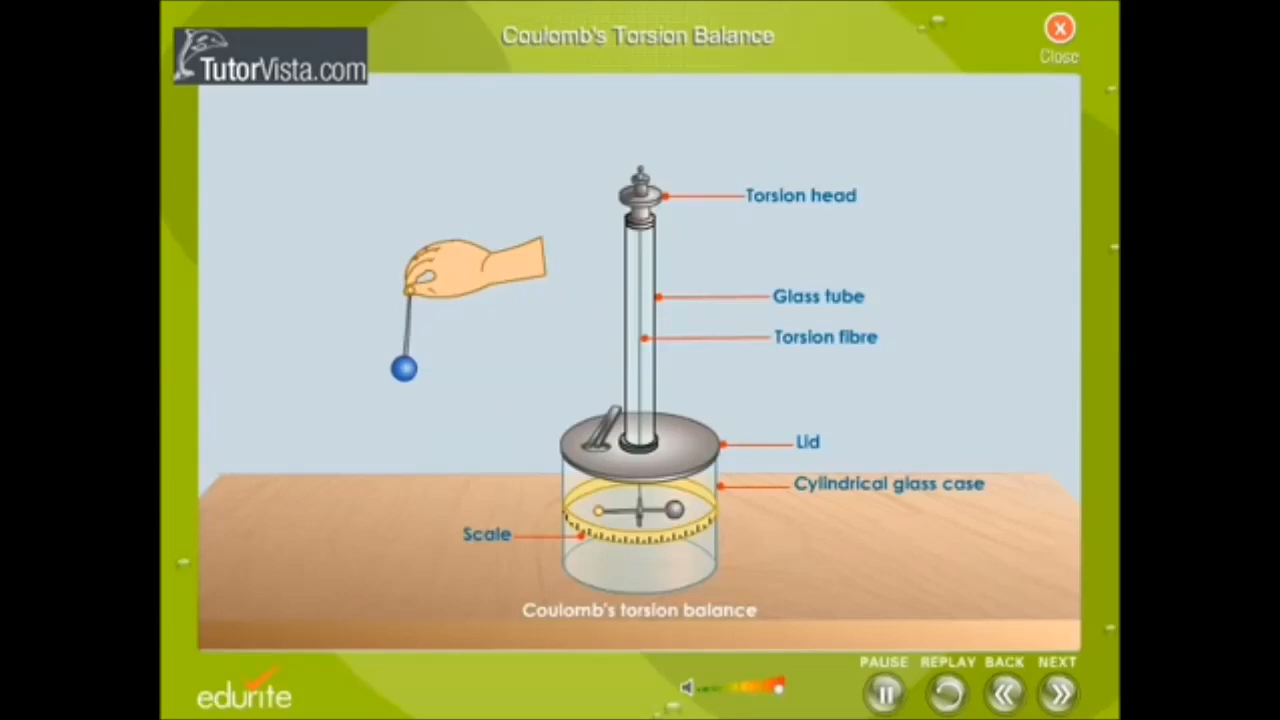 Coulomb's Torsion Balance
Close
TutorVista.com
Torsion head
Glass tube
Torsion fibre
Lid
Cylindrical glass case
Scale
Coulomb's torsion balance
PAUSE REPLAY BACK NEXT
edurite